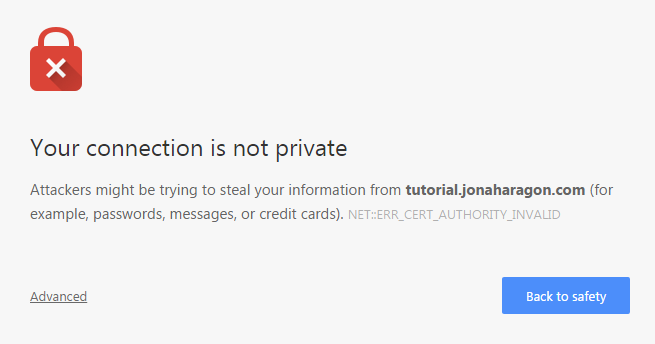 Your connection is not private
Attackers might be trying to steal your information from tutorial.jonaharagon.com (for
example, passwords, messages, or credit cards). NET::ERR_CERT_AUTHORITY_INVALID
Advanced
Back to safety